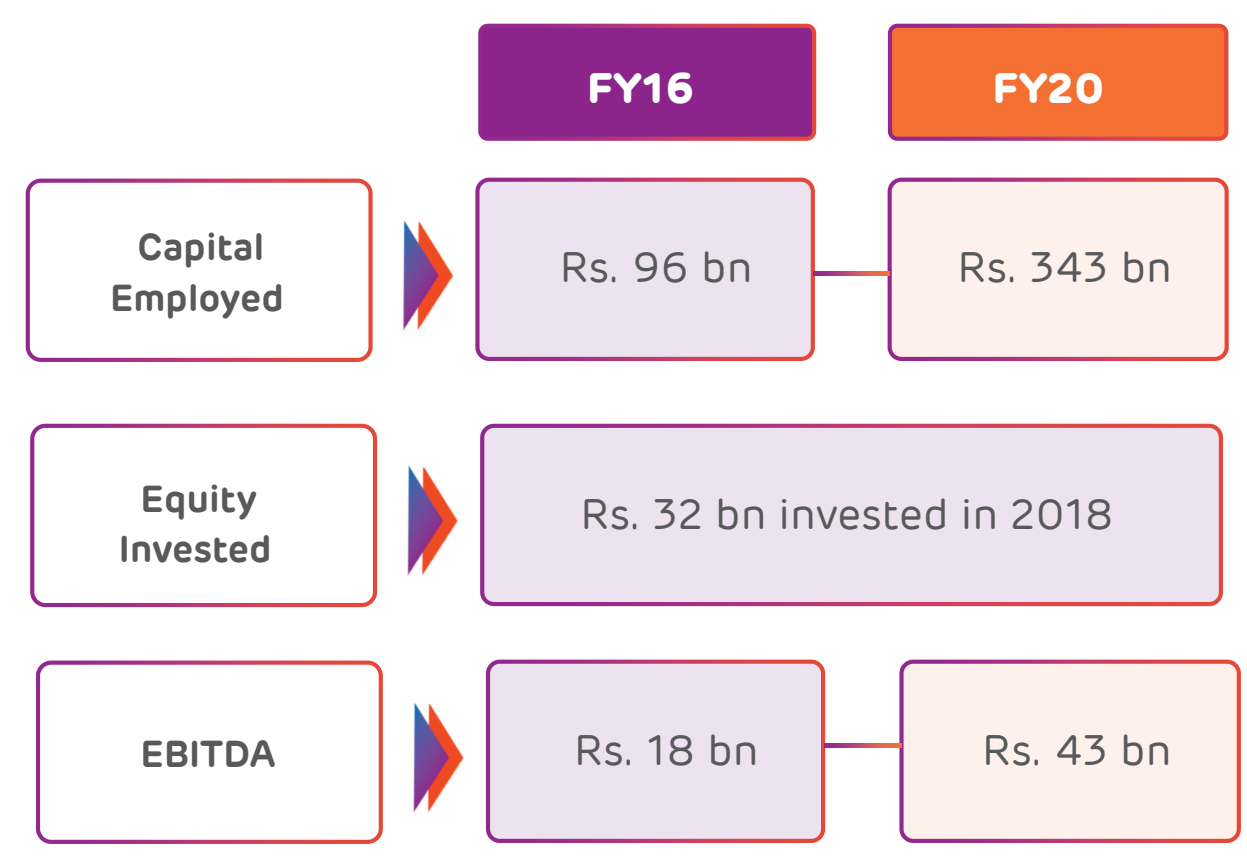 FY16
FY20
Capital
Employed
Rs. 96 bn
Rs. 343 bn
Equity
Invested
Rs. 32 bn invested in 2018
EBITDA
Rs. 18 bn
Rs. 43 bn